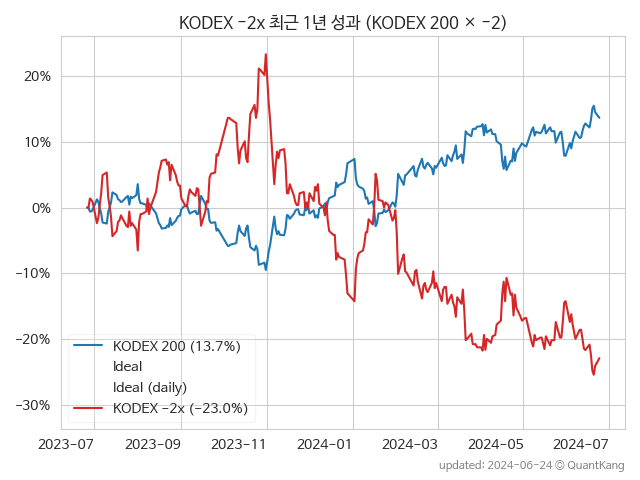 KODEX −2x 최근 1년 성과 (KODEX 200 × −2)
20%
10%
0%
−10%
−20%
−30%
KODEX 200 (13.7%)
Ideal
Ideal (daily)
KODEX −2x (−23.0%)
2023-07 2023-09 2023-11 2024-01 2024-03 2024-05 2024-07
updated: 2024-06-24 © QuantKang